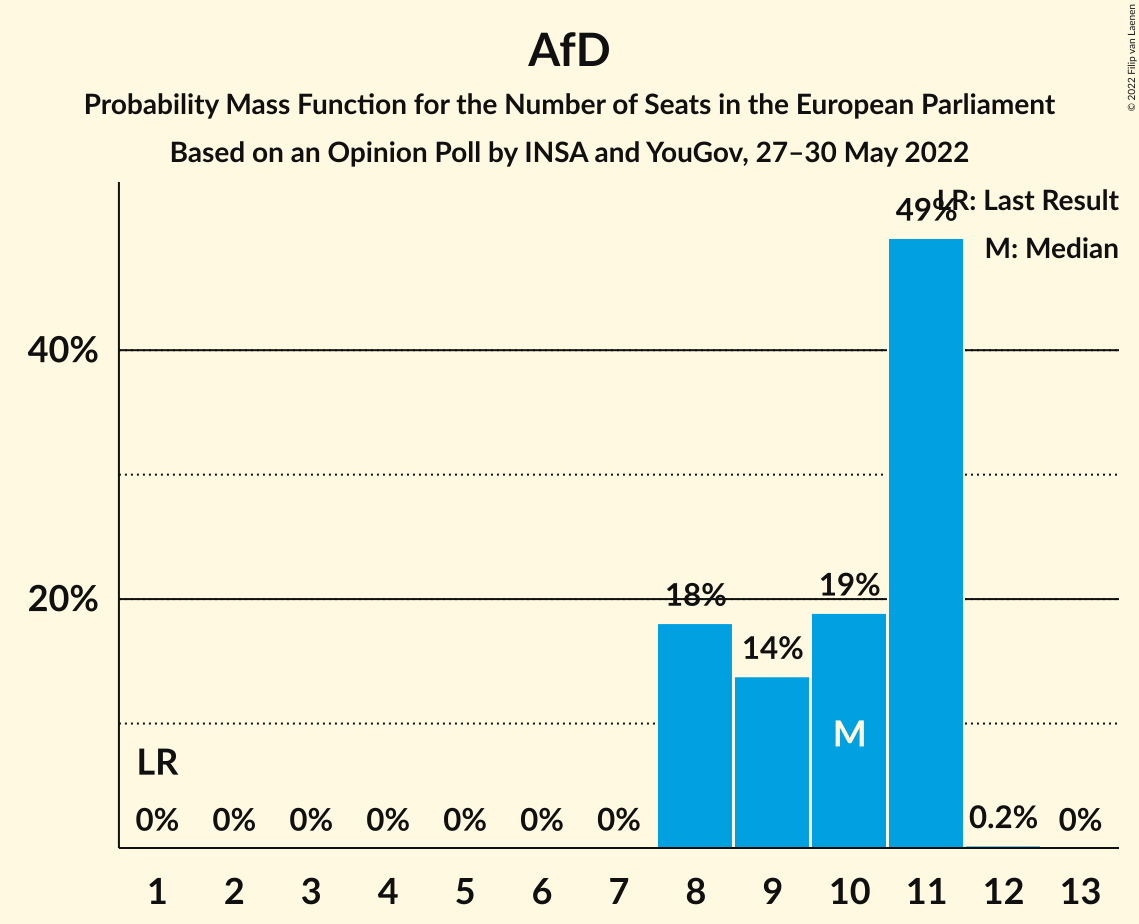 AfD
Probability Mass Function for the Number of Seats in the European Parliament
Based on an Opinion Poll by INSA and YouGov, 27–30 May 2022
© 2022 Filip van Laenen
LR: Last Result
M: Median
49%
40%
20%
18%
14%
19%
M
LR
0% 0% 0% 0% 0% 0% 0% 0.2% 0%
1 2 3 4 5 6 7 8 9 10 11 12 13